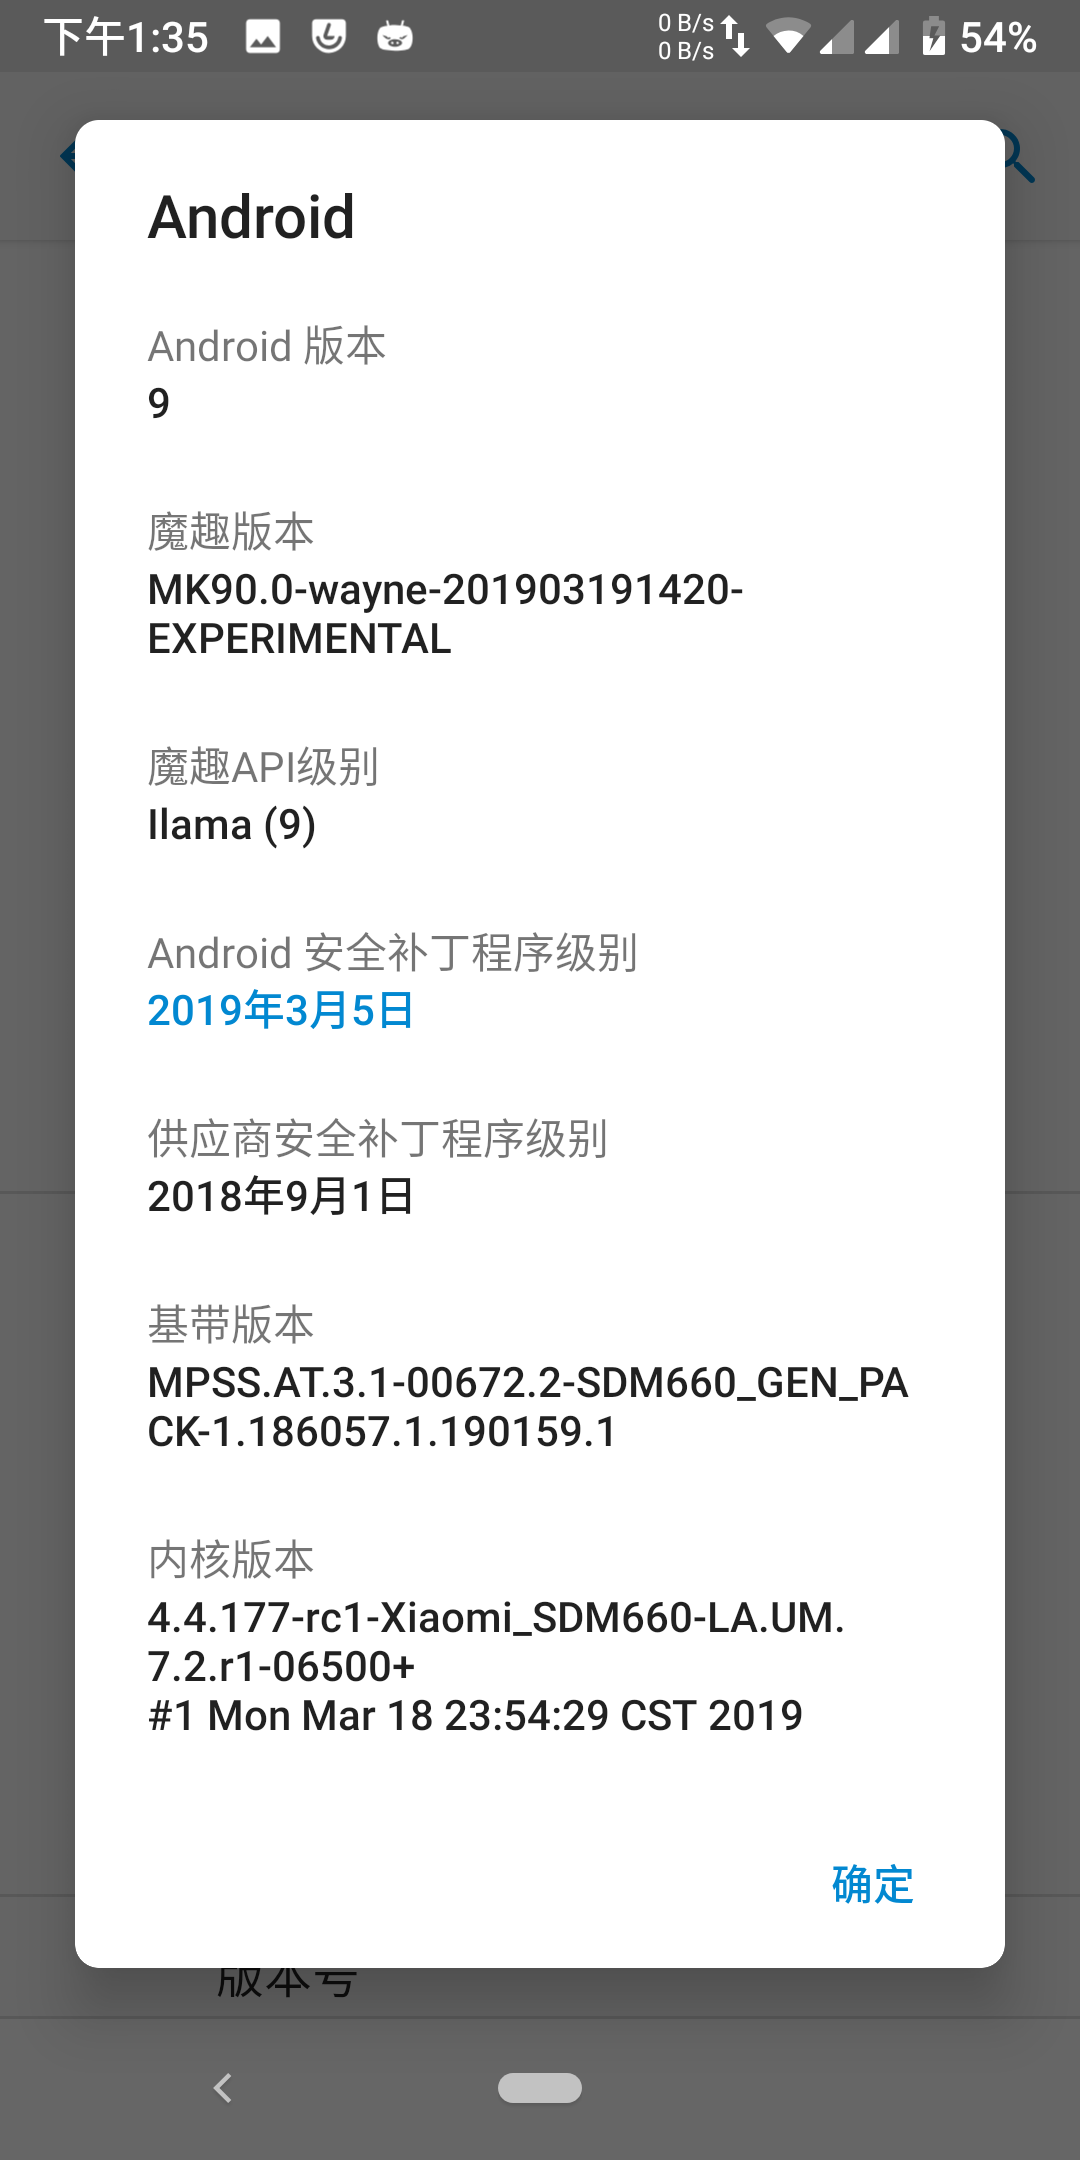 下午1:35
0 B/s
0 B/s
54%
Android
Android 版本
9
魔趣版本
MK90.0-wayne-201903191420-
EXPERIMENTAL
魔趣API级别
Ilama (9)
Android 安全补丁程序级别
2019年3月5日
供应商安全补丁程序级别
2018年9月1日
基带版本
MPSS.AT.3.1-00672.2-SDM660_GEN_PA
CK-1.186057.1.190159.1
内核版本
4.4.177-rc1-Xiaomi_SDM660-LA.UM.
7.2.r1-06500+
#1 Mon Mar 18 23:54:29 CST 2019
确定
版本号